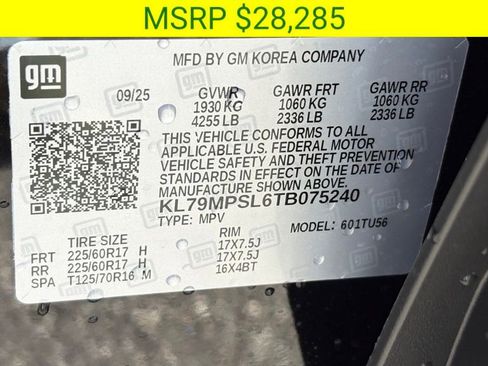 MSRP $28,285
gm
MFD BY GM KOREA COMPANY
09/25 GVWR GAWR FRT GAWR RR
1930 KG 1060 KG 1060 KG
4255 LB 2336 LB 2336 LB
THIS VEHICLE CONFORMS TO ALL
APPLICABLE U.S. FEDERAL MOTOR
VEHICLE SAFETY AND THEFT PREVENTION
STANDARDS IN EFFECT ON THE DATE OF
MANUFACTURE SHOWN ABOVE.
KL79MPSL6TB075240
TYPE: MPV MODEL: 601TU56
TIRE SIZE RIM
FRT 225/60R17 H 17X7.5J
RR 225/60R17 H 17X7.5J
SPA T125/70R16 M 16X4BT